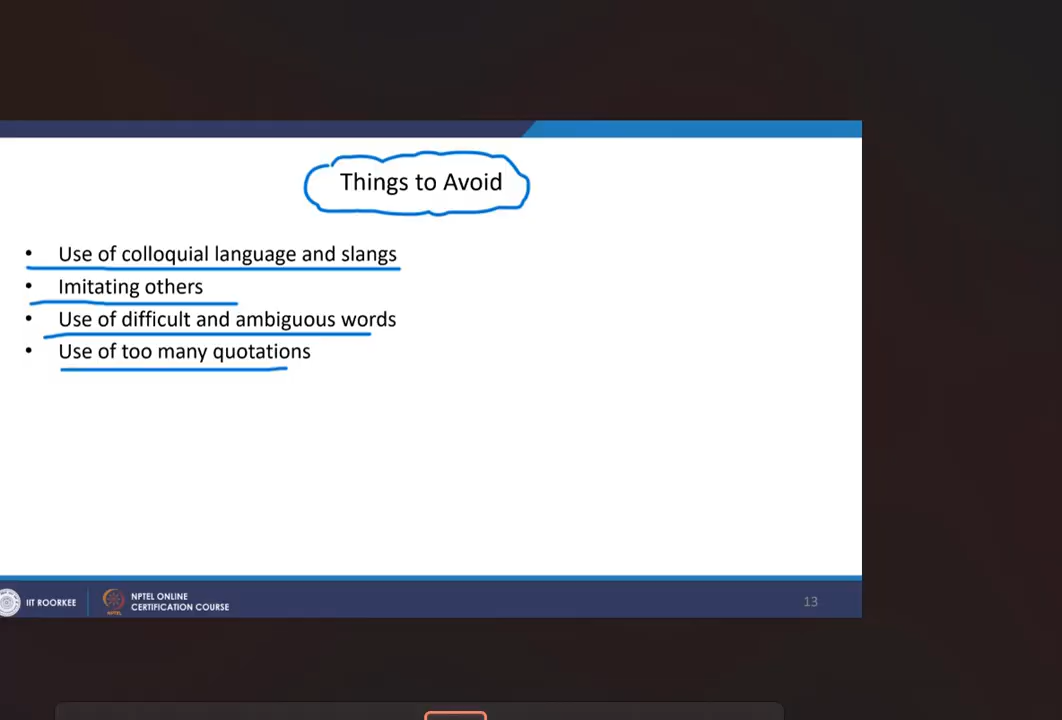 Things to Avoid
• Use of colloquial language and slangs
• Imitating others
• Use of difficult and ambiguous words
• Use of too many quotations
IIT ROORKEE
NPTEL ONLINE
CERTIFICATION COURSE
13